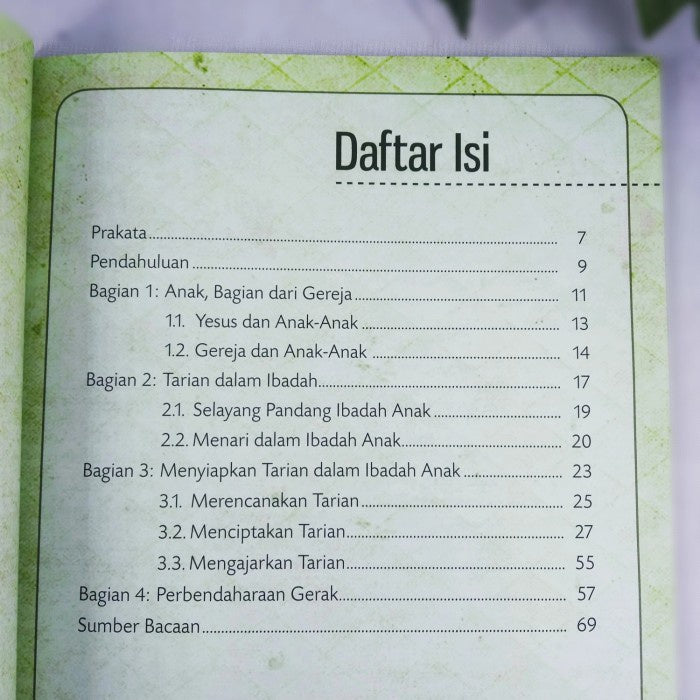 Daftar Isi
Prakata 7
Pendahuluan 9
Bagian 1: Anak, Bagian dari Gereja 11
1.1. Yesus dan Anak-Anak 13
1.2. Gereja dan Anak-Anak 14
Bagian 2: Tarian dalam Ibadah 17
2.1. Selayang Pandang Ibadah Anak 19
2.2. Menari dalam Ibadah Anak 20
Bagian 3: Menyiapkan Tarian dalam Ibadah Anak 23
3.1. Merencanakan Tarian 25
3.2. Menciptakan Tarian 27
3.3. Mengajarkan Tarian 55
Bagian 4: Perbendaharaan Gerak 57
Sumber Bacaan 69